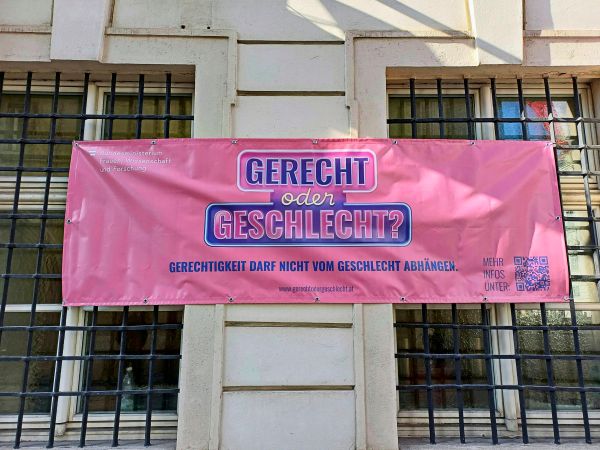 Bundesministerium
Frauen, Wissenschaft
und Forschung
GERECHT
oder
GESCHLECHT?
GERECHTIGKEIT DARF NICHT VOM GESCHLECHT ABHÄNGEN.
www.gerechtodergeschlecht.at
MEHR
INFOS
UNTER: